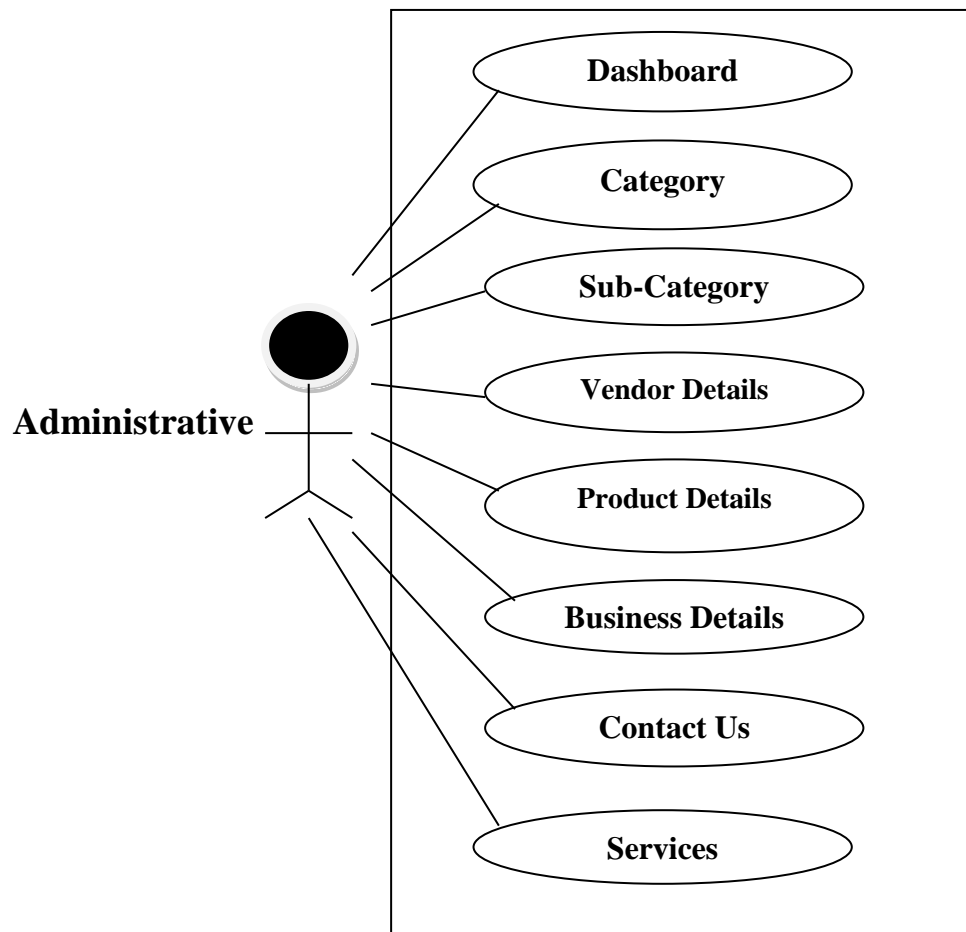 Dashboard
Category
Sub-Category
Vendor Details
Administrative
Product Details
Business Details
Contact Us
Services